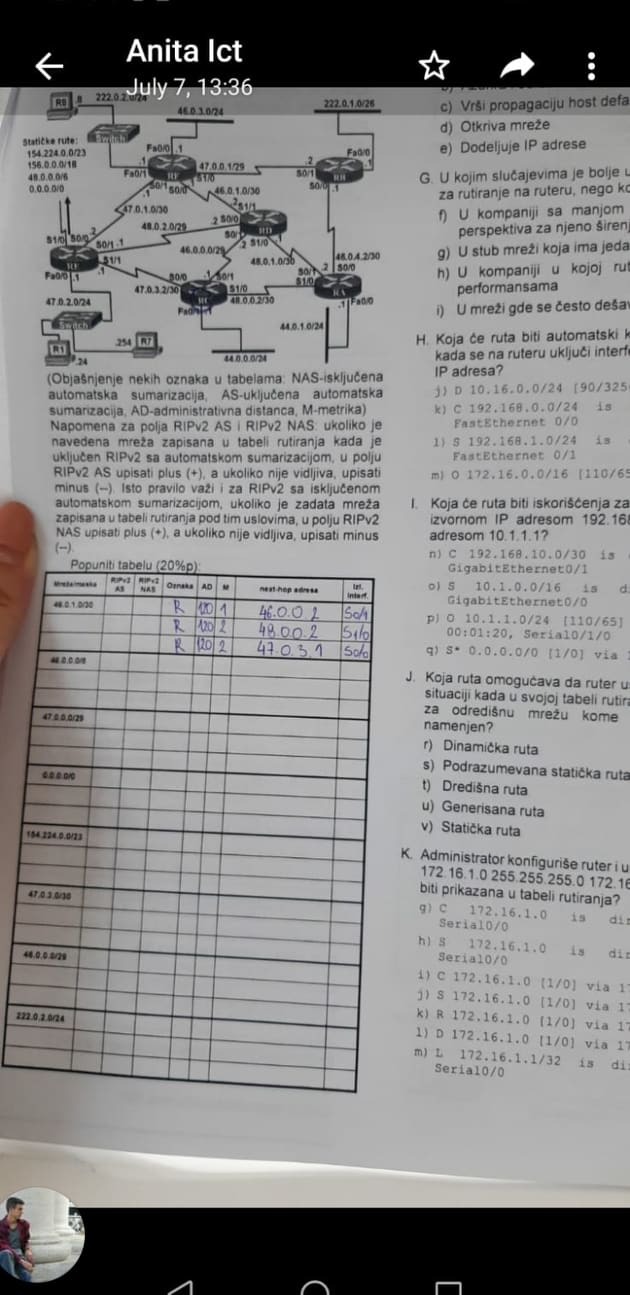 Anita Ict
July 7, 13:36
R8
.8
222.0.2.0/24
Switch
46.0.3.0/24
222.0.1.0/26
Statičke rute:
154.224.0.0/23
156.0.0.0/18
48.0.0.0/6
0.0.0.0/0
Fa0/0
.1
47.0.0.1/29
.2
Fa0/0
Fa0/1
RF
S1/0
S0/1
RH
.1
S0/1
S0/0
46.0.1.0/30
S0/0
.1
47.0.1.0/30
S1/1
48.0.2.0/29
.2
S0/0
RD
S1/0
S0/0
.2
S0/1
.1
46.0.0.0/29
.2
S1/0
48.0.1.0/30
46.0.4.2/30
S1/1
Fa0/0
.1
S0/0
S0/1
S0/0
47.0.2.0/24
47.0.3.2/30
S1/0
48.0.0.2/30
S1/0
RA
.1
Fa0/0
Switch
R1
.24
.254
R7
44.0.1.0/24
44.0.0.0/24
(Objašnjenje nekih oznaka u tabelama: NAS-isključena
automatska sumarizacija, AS-uključena automatska
sumarizacija, AD-administrativna distanca, M-metrika)
Napomena za polja RIPv2 AS i RIPv2 NAS: ukoliko je
navedena mreža zapisana u tabeli rutiranja kada je
uključen RIPv2 sa automatskom sumarizacijom, u polju
RIPv2 AS upisati plus (+), a ukoliko nije vidljiva, upisati
minus (–). Isto pravilo važi i za RIPv2 sa isključenom
automatskom sumarizacijom, ukoliko je zadata mreža
zapisana u tabeli rutiranja pod tim uslovima, u polju RIPv2
NAS upisati plus (+), a ukoliko nije vidljiva, upisati minus
(–).
Popuniti tabelu (20%p):
Mreža/maska RIPv2 AS RIPv2 NAS Oznaka AD M next-hop adresa Izl. interf.
46.0.1.0/30
R 120 1 46.0.0 2 S0/1
R 120 2 48.0 0.2 S1/0
R 120 2 47.0.3.1 S0/0
47.0.0.0/29
0.0.0.0/0
154.224.0.0/23
47.0.3.0/30
46.0.0.0/29
222.0.2.0/24
c) Vrši propagaciju host defa
d) Otkriva mreže
e) Dodeljuje IP adrese
G. U kojim slučajevima je bolje
za rutiranje na ruteru, nego
f) U kompaniji sa manjom
perspektiva za njeno širenj
g) U stub mreži koja ima jeda
h) U kompaniji u kojoj rut
performansama
i) U mreži gde se često deša
H. Koja će ruta biti automatski
kada se na ruteru uključi interf
IP adresa?
j) D 10.16.0.0/24 [90/325
k) C 192.168.0.0/24 is
FastEthernet 0/0
l) S 192.168.1.0/24 is
FastEthernet 0/1
m) O 172.16.0.0/16 [110/65
I. Koja će ruta biti iskorišćenja za
izvornom IP adresom 192.168
adresom 10.1.1.1?
n) C 192.168.10.0/30 is
GigabitEthernet0/1
o) S 10.1.0.0/16 is d
GigabitEthernet0/0
p) O 10.1.1.0/24 [110/65]
00:01:20, Serial0/1/0
q) S* 0.0.0.0/0 [1/0] via
J. Koja ruta omogućava da ruter u
situaciji kada u svojoj tabeli rutira
za odredišnu mrežu kome
namenjen?
r) Dinamička ruta
s) Podrazumevana statička ruta
t) Dredišna ruta
u) Generisana ruta
v) Statička ruta
K. Administrator konfiguriše ruter i u
172.16.1.0 255.255.255.0 172.16
biti prikazana u tabeli rutiranja?
g) C 172.16.1.0 is dir
Serial0/0
h) S 172.16.1.0 is dir
Serial0/0
i) C 172.16.1.0 [1/0] via 17
j) S 172.16.1.0 [1/0] via 17
k) R 172.16.1.0 [1/0] via 17
l) D 172.16.1.0 [1/0] via 17
m) L 172.16.1.1/32 is di
Serial0/0